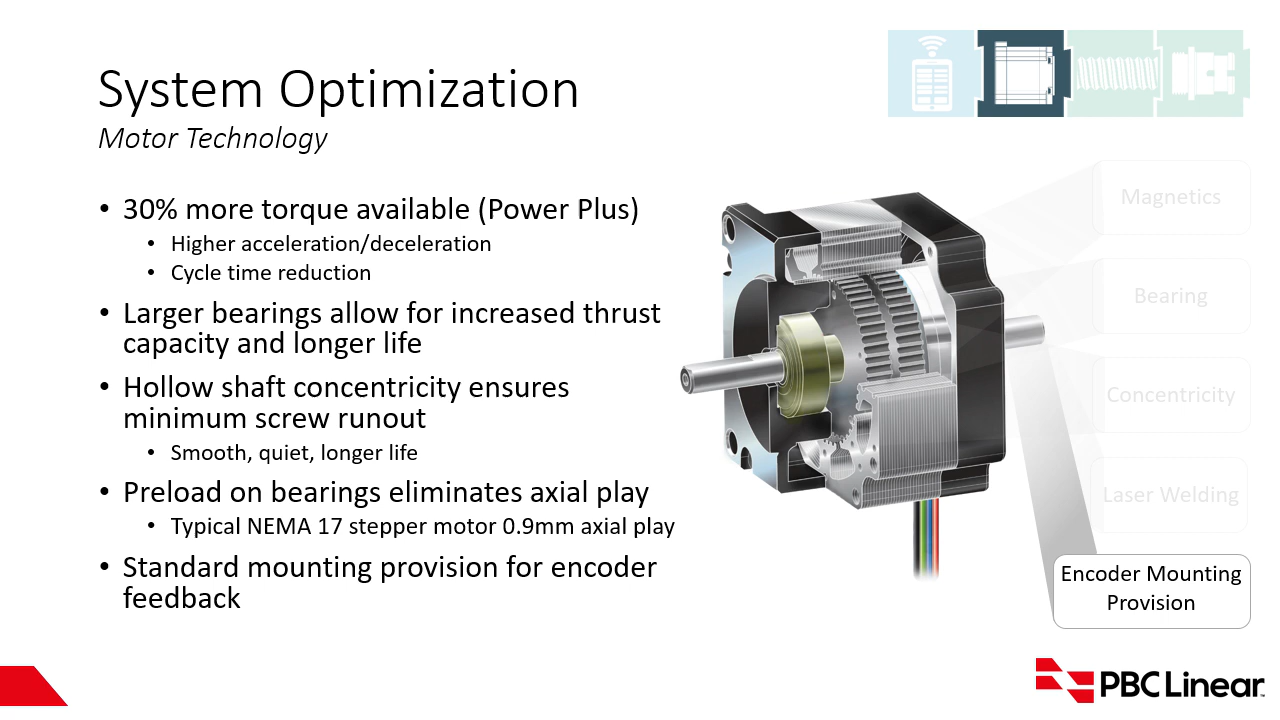 System Optimization
Motor Technology
• 30% more torque available (Power Plus)
• Higher acceleration/deceleration
• Cycle time reduction
• Larger bearings allow for increased thrust
capacity and longer life
• Hollow shaft concentricity ensures
minimum screw runout
• Smooth, quiet, longer life
• Preload on bearings eliminates axial play
• Typical NEMA 17 stepper motor 0.9mm axial play
• Standard mounting provision for encoder
feedback
Magnetics
Bearing
Concentricity
Laser Welding
Encoder Mounting
Provision
PBC Linear